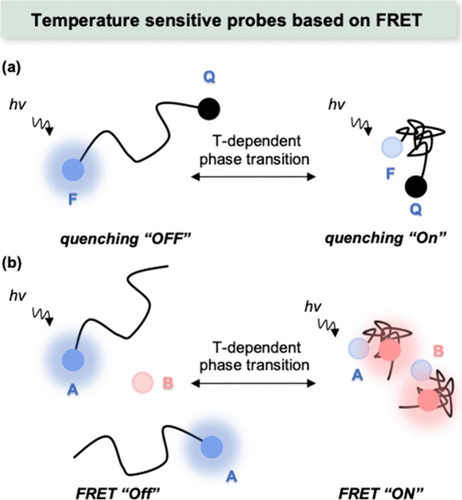 Temperature sensitive probes based on FRET
(a)
Q
hv
hv
T-dependent
phase transition
F
F
Q
quenching “OFF”
quenching “On”
(b)
hv
hv
T-dependent
phase transition
A
B
A
B
A
FRET “Off”
FRET “ON”